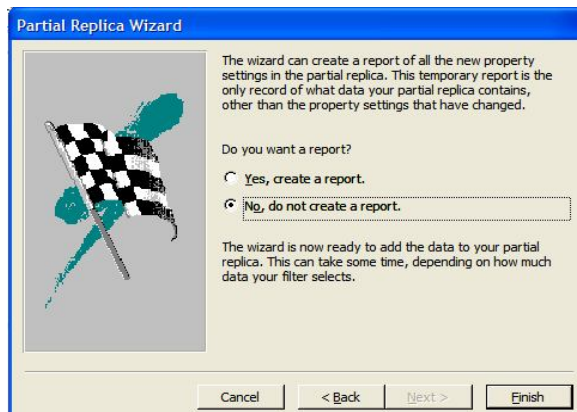 Partial Replica Wizard
The wizard can create a report of all the new property
settings in the partial replica. This temporary report is the
only record of what data your partial replica contains,
other than the property settings that have changed.
Do you want a report?
Yes, create a report.
No, do not create a report.
The wizard is now ready to add the data to your partial
replica. This can take some time, depending on how much
data your filter selects.
Cancel
< Back
Next >
Finish